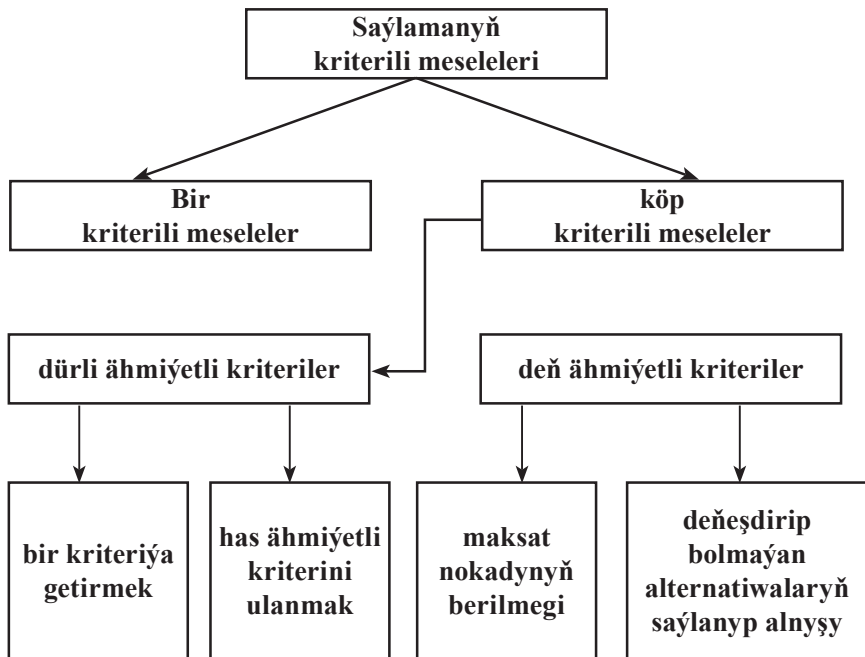 Saýlamanyň
kriterili meseleleri
Bir
kriterili meseleler
köp
kriterili meseleler
dürli ähmiýetli kriteriler
deň ähmiýetli kriteriler
bir kriteriýa
getirmek
has ähmiýetli
kriterini
ulanmak
maksat
nokadynyň
berilmegi
deňeşdirip
bolmaýan
alternatiwalaryň
saýlanyp alnyşy